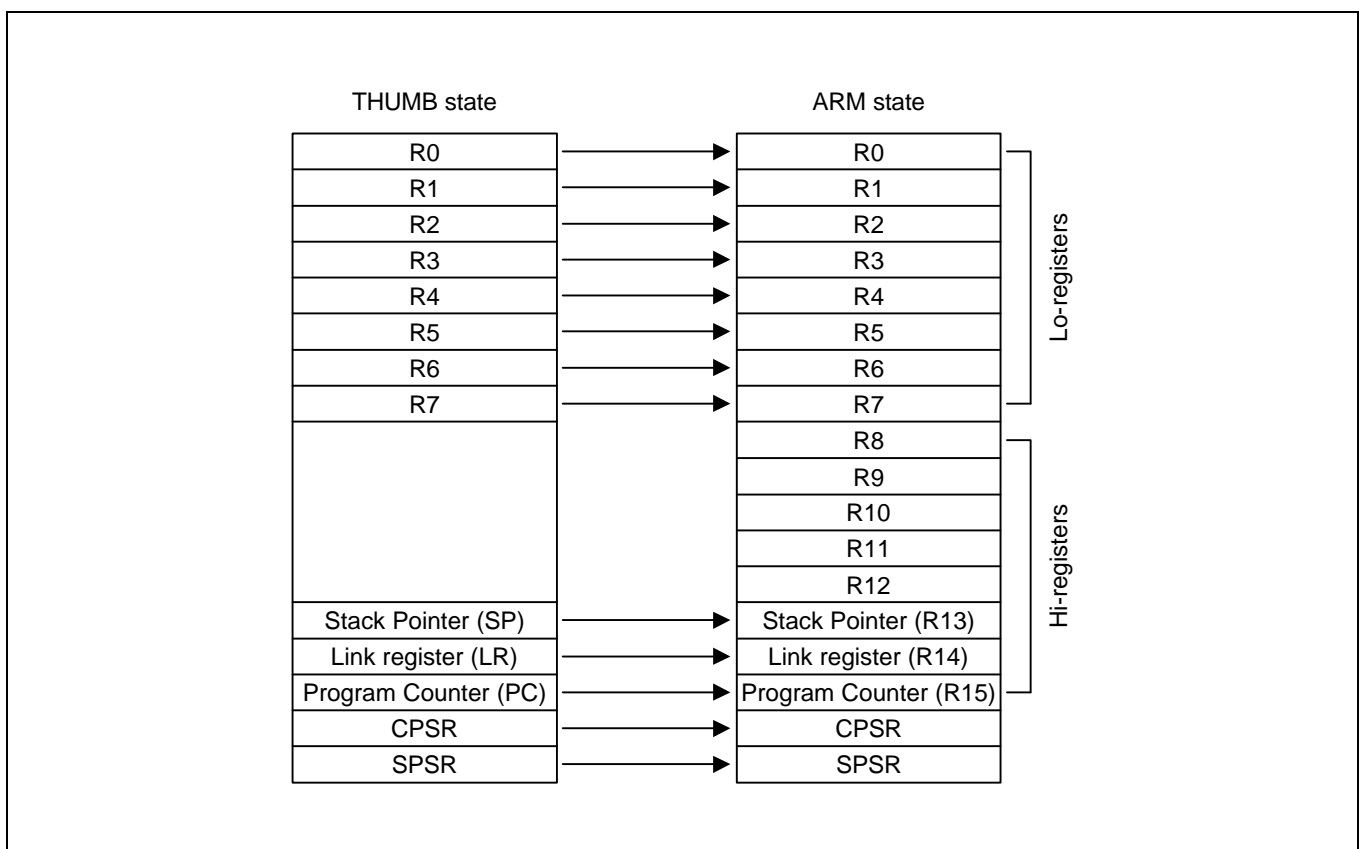 THUMB state
R0
R1
R2
R3
R4
R5
R6
R7
Stack Pointer (SP)
Link register (LR)
Program Counter (PC)
CPSR
SPSR
ARM state
R0
R1
R2
R3
R4
R5
R6
R7
R8
R9
R10
R11
R12
Stack Pointer (R13)
Link register (R14)
Program Counter (R15)
CPSR
SPSR
Lo-registers
Hi-registers